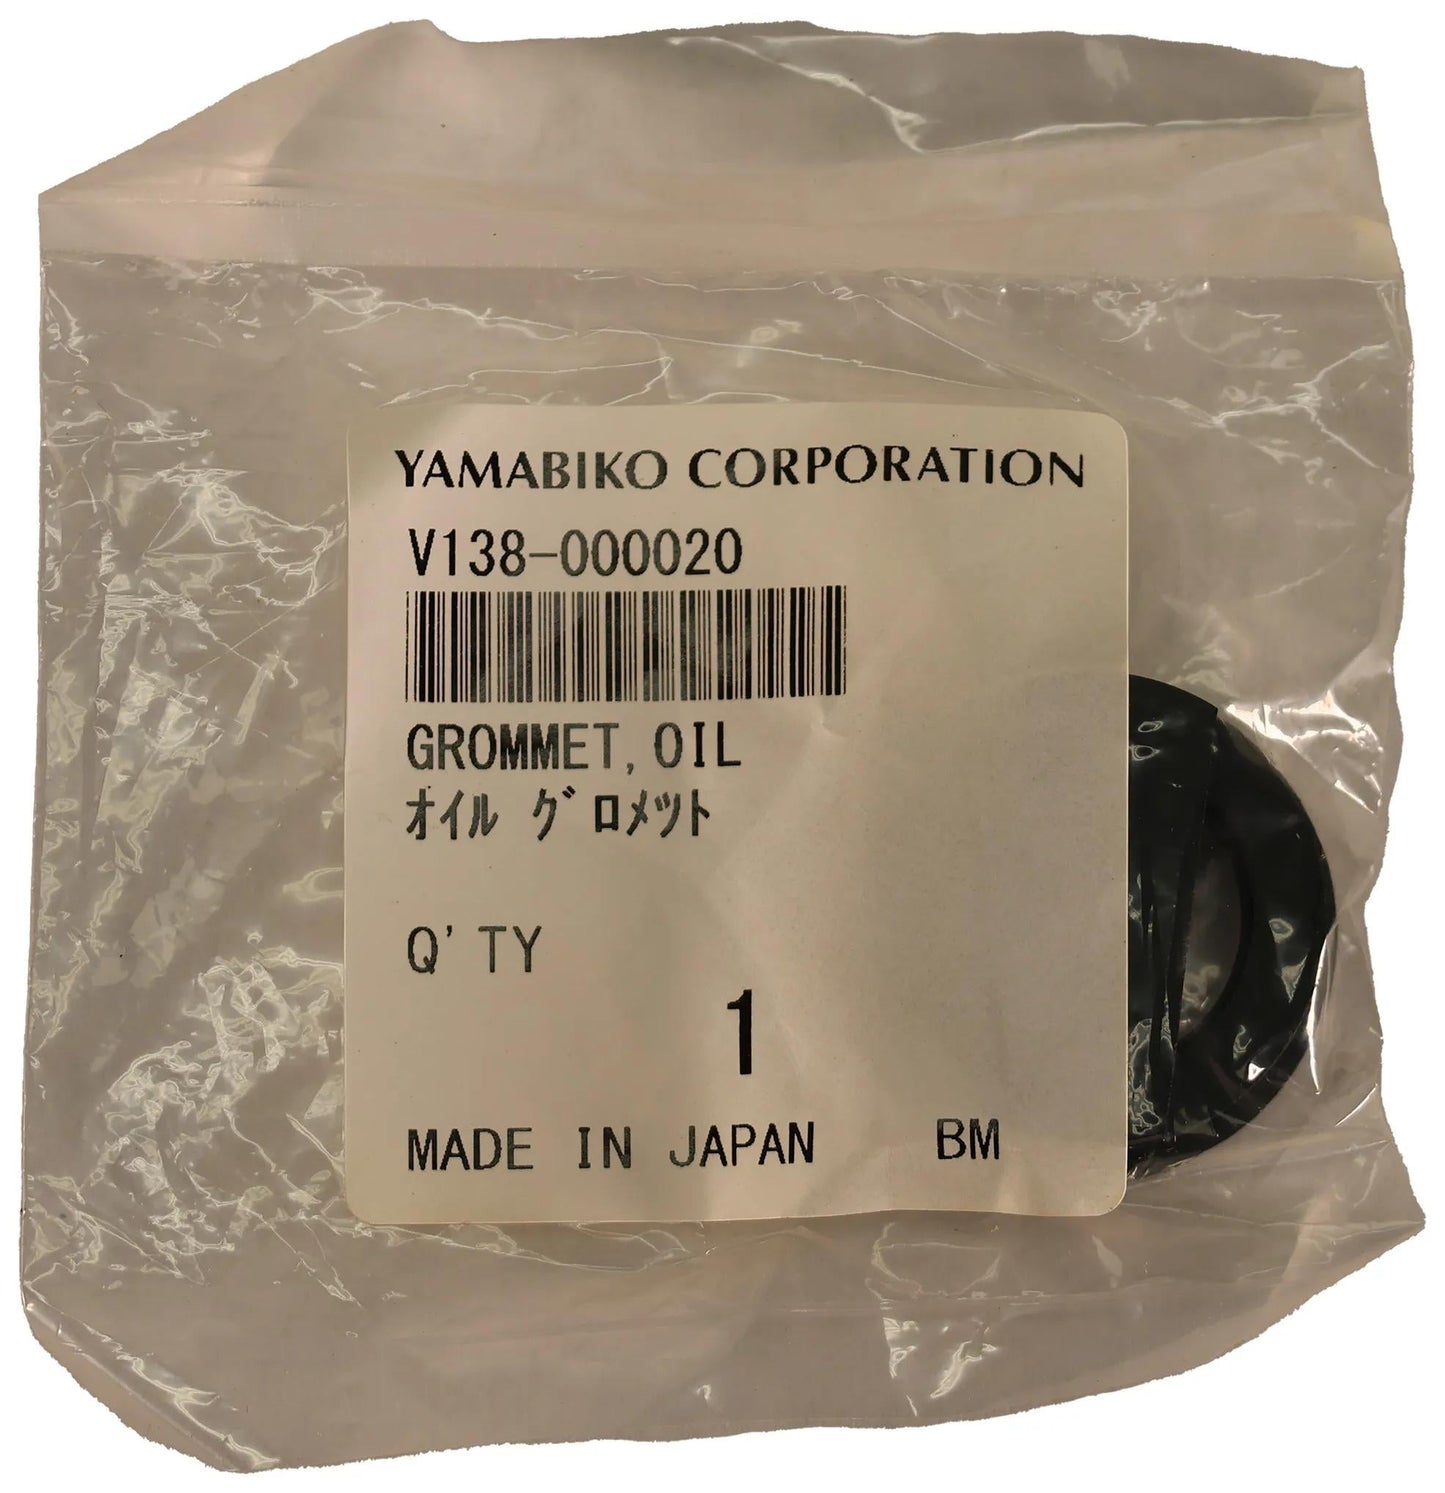 YAMABIKO CORPORATION
V138-000020
GROMMET,OIL
ｵｲﾙ ｸﾞﾛﾒﾂﾄ
Q'TY
1
MADE IN JAPAN BM